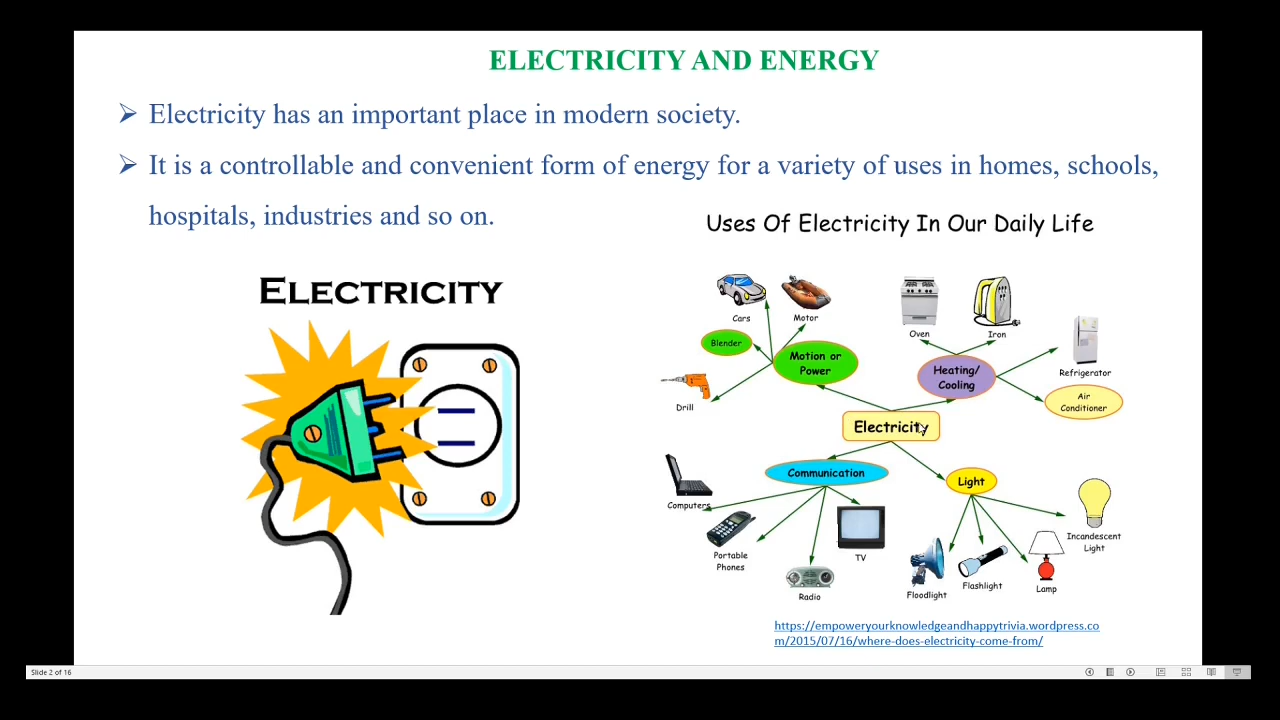 ELECTRICITY AND ENERGY
Electricity has an important place in modern society.
It is a controllable and convenient form of energy for a variety of uses in homes, schools,
hospitals, industries and so on.
Uses Of Electricity In Our Daily Life
ELECTRICITY
Cars
Motor
Oven
Iron
Blender
Motion or
Power
Heating/
Cooling
Refrigerator
Air
Conditioner
Drill
Electricity
Communication
Light
Computers
Portable
Phones
Radio
TV
Floodlight
Flashlight
Lamp
Incandescent
Light
https://empoweryourknowledgeandhappytrivia.wordpress.co
m/2015/07/16/where-does-electricity-come-from/
Slide 2 of 16